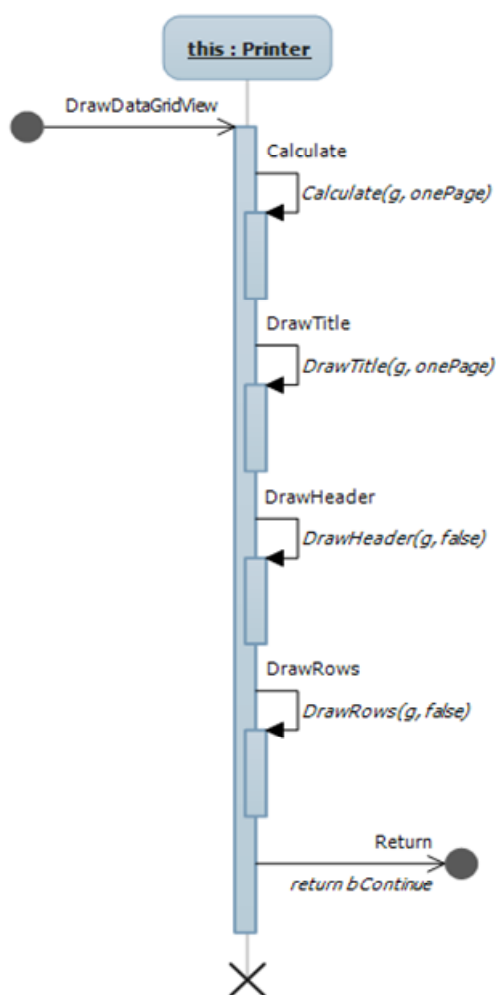 this : Printer
DrawDataGridView
Calculate
Calculate(g, onePage)
DrawTitle
DrawTitle(g, onePage)
DrawHeader
DrawHeader(g, false)
DrawRows
DrawRows(g, false)
Return
return bContinue